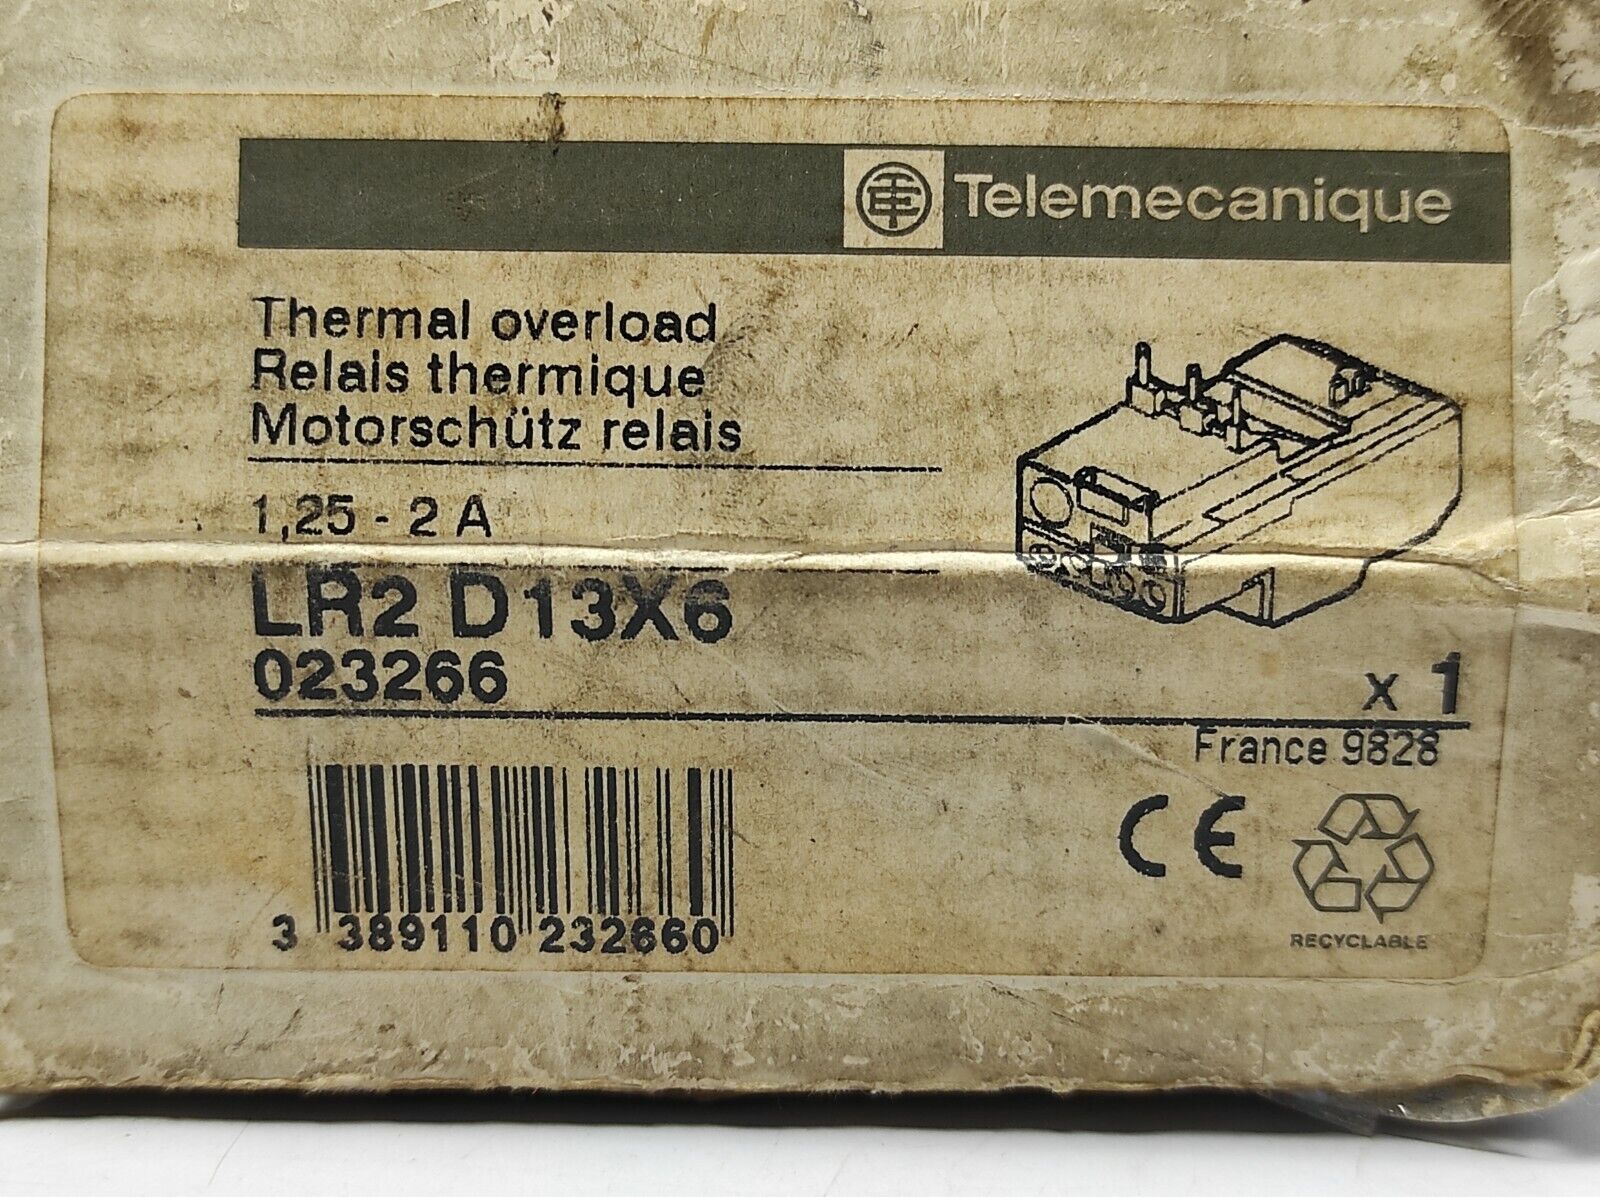 Telemecanique
Thermal overload
Relais thermique
Motorschütz relais
1,25 - 2 A
LR2 D13X6
023266
x 1
France 9828
CE
3 389110 232660
RECYCLABLE